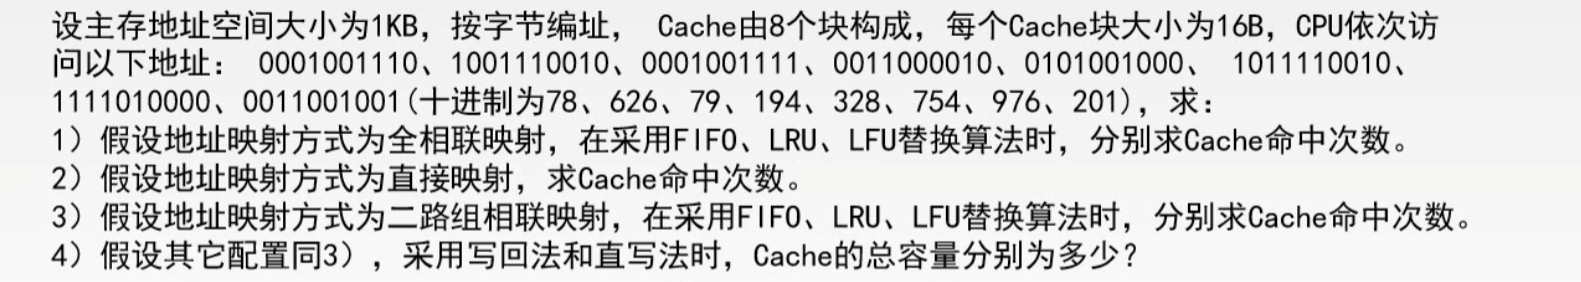 设主存地址空间大小为1KB，按字节编址， Cache由8个块构成，每个Cache块大小为16B，CPU依次访
问以下地址： 0001001110、1001110010、0001001111、0011000010、0101001000、 1011110010、
1111010000、0011001001(十进制为78、626、79、194、328、754、976、201)，求：
1）假设地址映射方式为全相联映射，在采用FIFO、LRU、LFU替换算法时，分别求Cache命中次数。
2）假设地址映射方式为直接映射，求Cache命中次数。
3）假设地址映射方式为二路组相联映射，在采用FIFO、LRU、LFU替换算法时，分别求Cache命中次数。
4）假设其它配置同3），采用写回法和直写法时，Cache的总容量分别为多少？